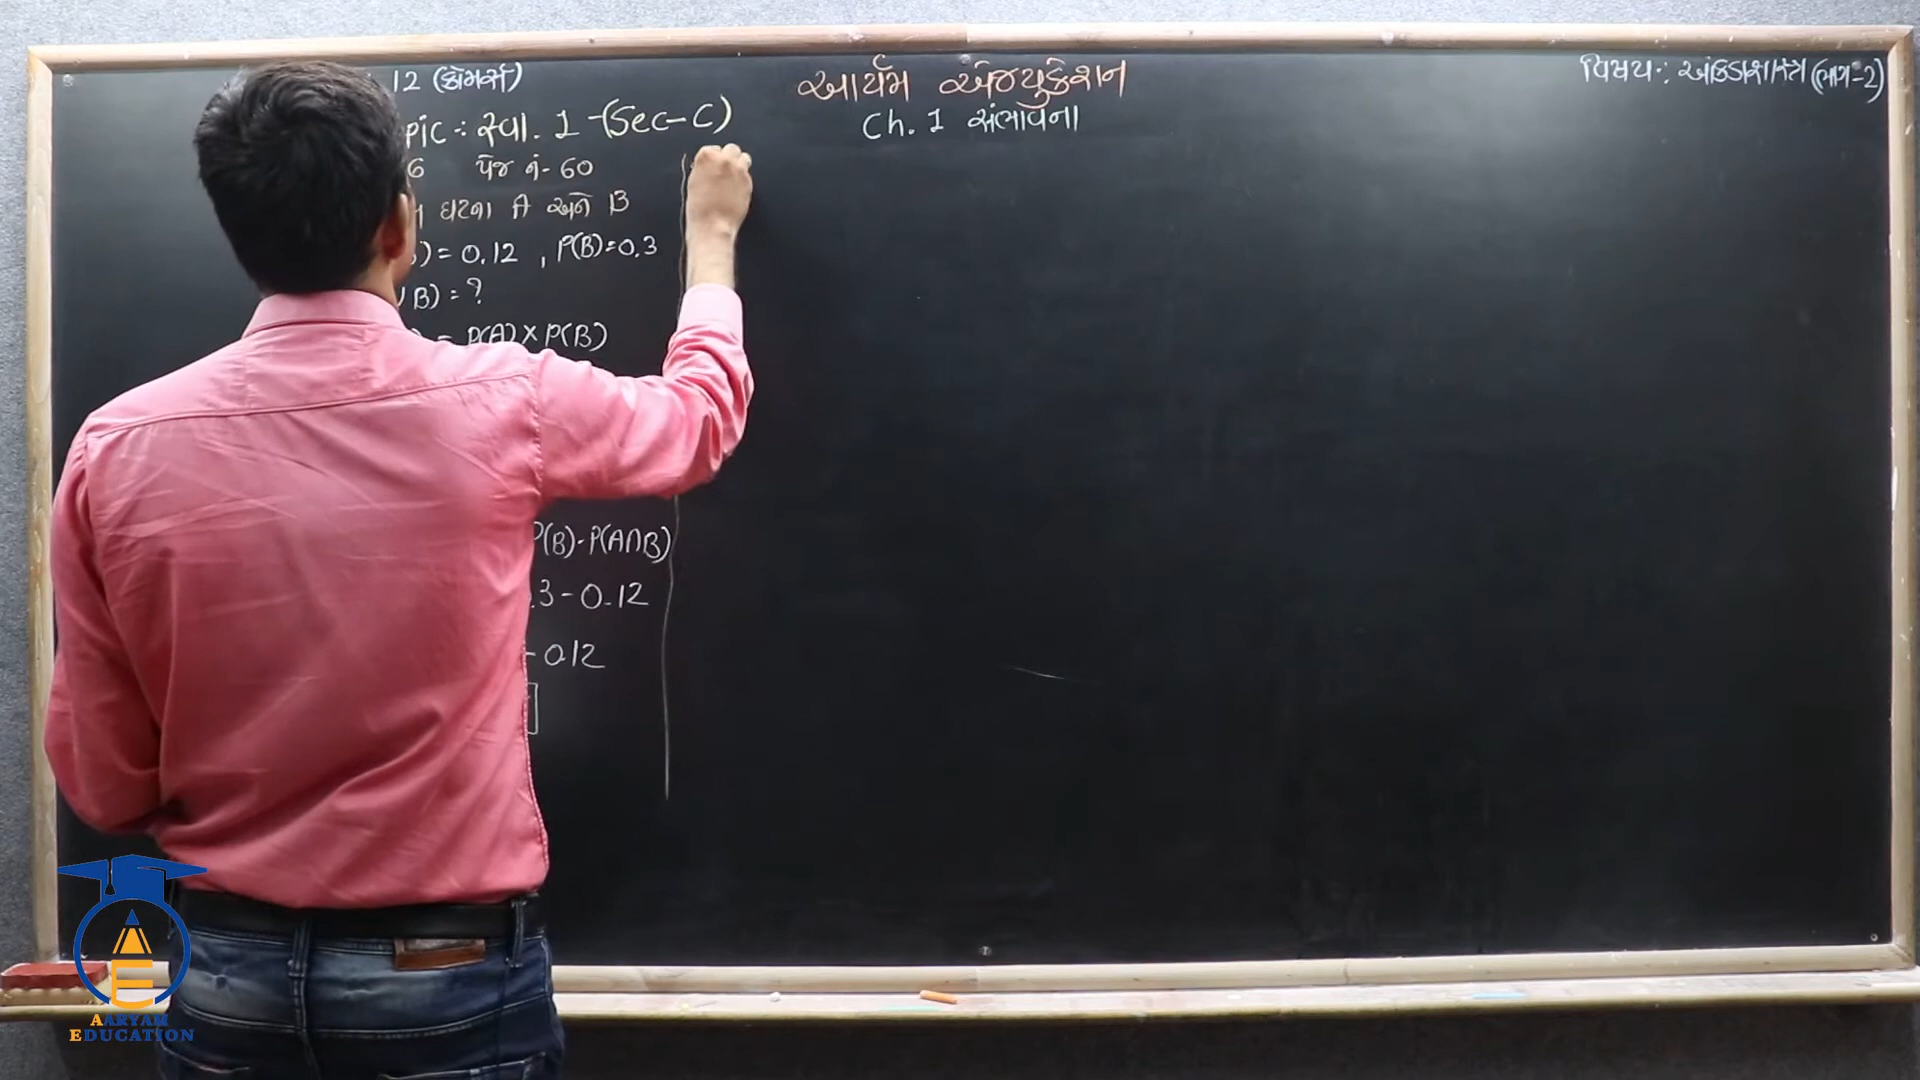 12 (કોમર્સ)
આર્યમ એજ્યુકેશન
વિષય : આંકડાશાસ્ત્ર (ભાગ-2)
pic :- સ્વા. 1 -(Sec-C)
Ch. 1 સંભાવના
6 પેજ નં- 60
ઘટના A અને B
) = 0.12 , P(B)=0.3
B) = ?
= P(A) X P(B)
P(B)-P(A∩B)
.3 - 0.12
- 0.12
AARYAM
EDUCATION